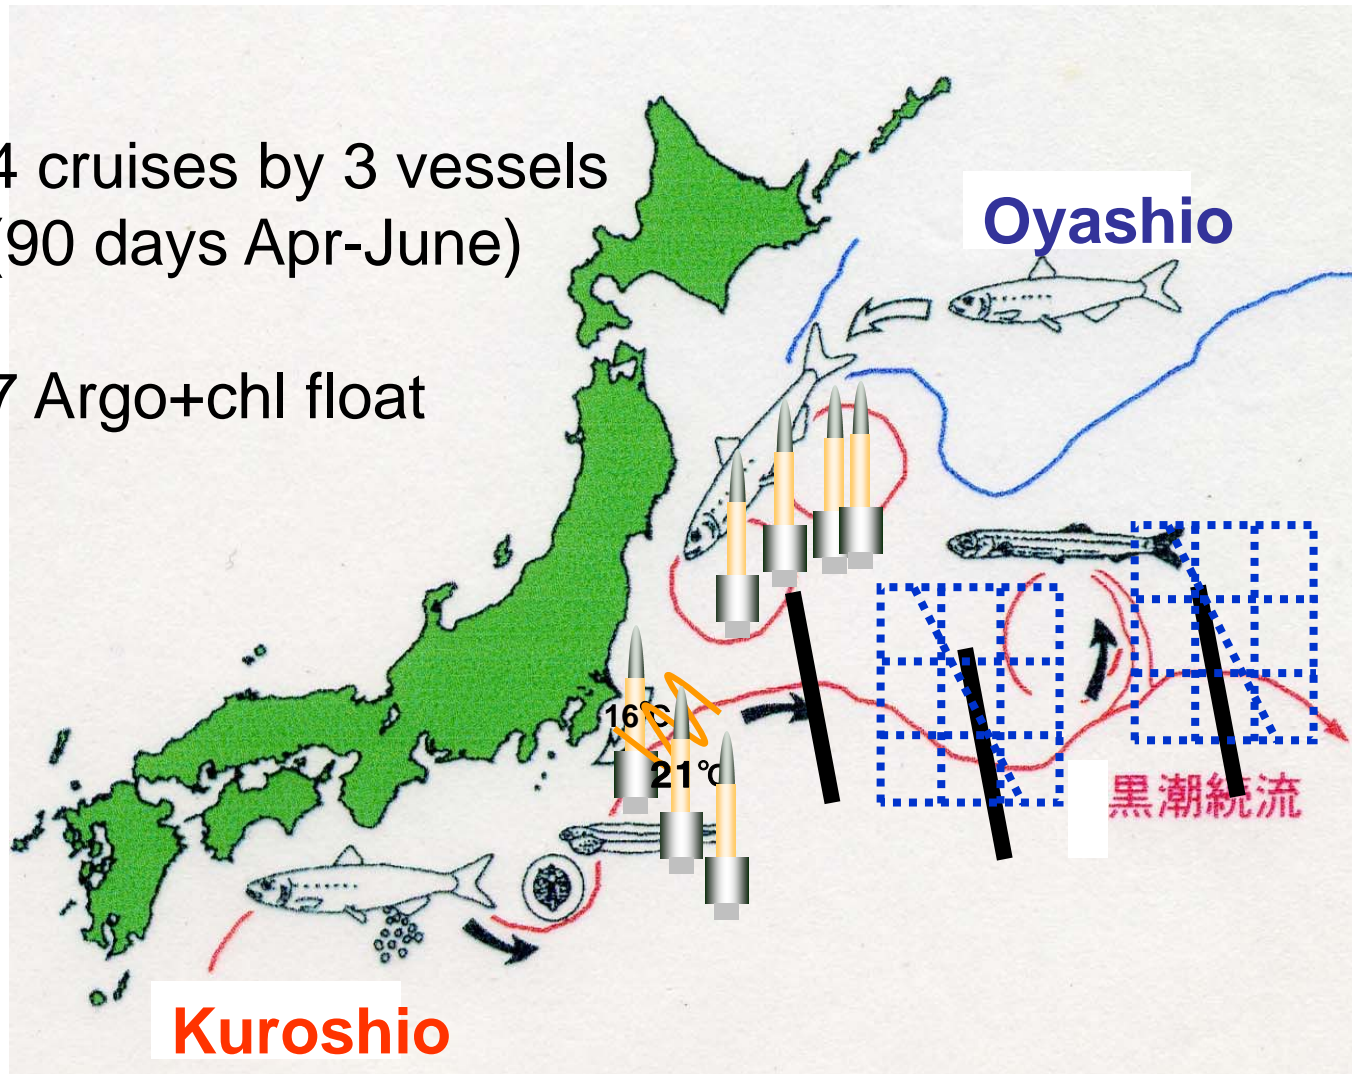 4 cruises by 3 vessels
(90 days Apr-June)
7 Argo+chl float
Oyashio
16°C
21°C
黒潮続流
Kuroshio